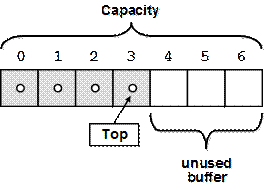 Capacity
0 1 2 3 4 5 6
Top
unused
buffer